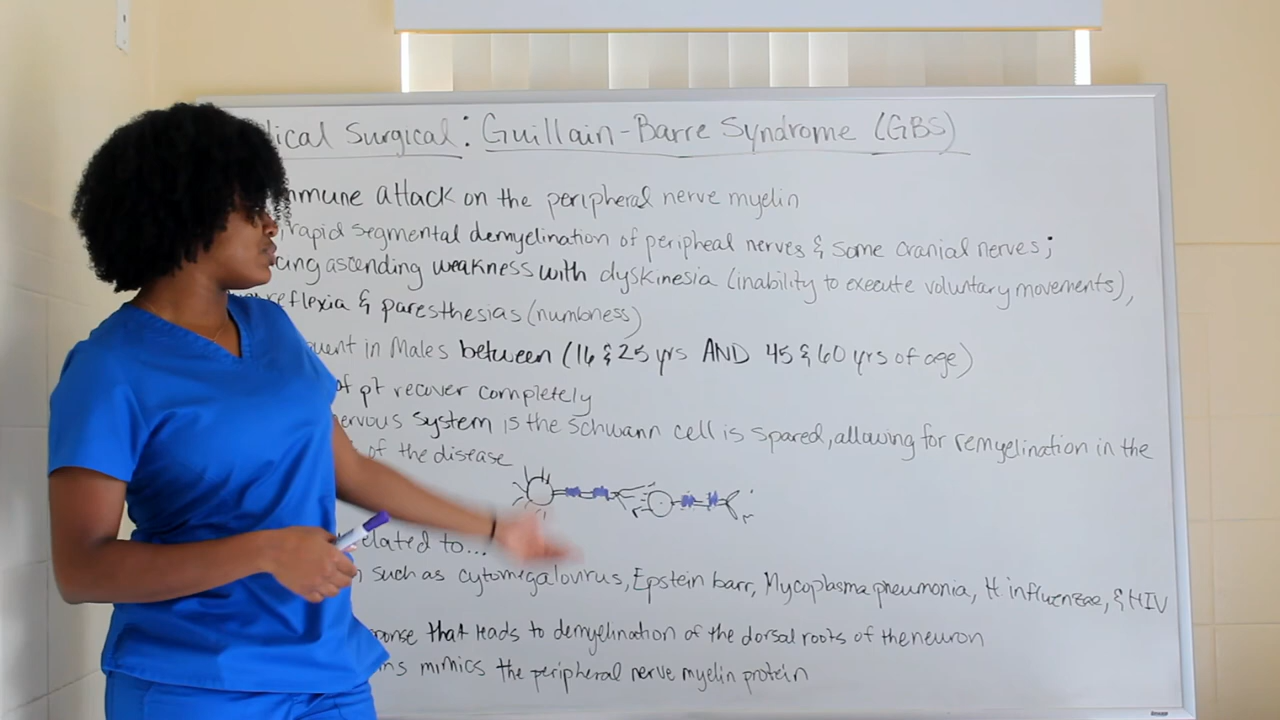 dical Surgical: Guillain-Barre Syndrome (GBS)
mmune attack on the peripheral nerve myelin
, rapid segmental demyelination of peripheal nerves & some cranial nerves;
cing ascending weakness with dyskinesia (inability to execute voluntary movements),
reflexia & paresthesias (numbness)
quent in Males between (16 & 25 yrs AND 45 & 60 yrs of age)
of pt recover completely
nervous system is the schwann cell is spared, allowing for remyelination in the
of the disease
elated to...
such as cytomegalovirus, Epstein barr, Mycoplasma pneumonia, H. influenzae, & HIV
ponse that leads to demyelination of the dorsal roots of the neuron
ns mimics the peripheral nerve myelin protein